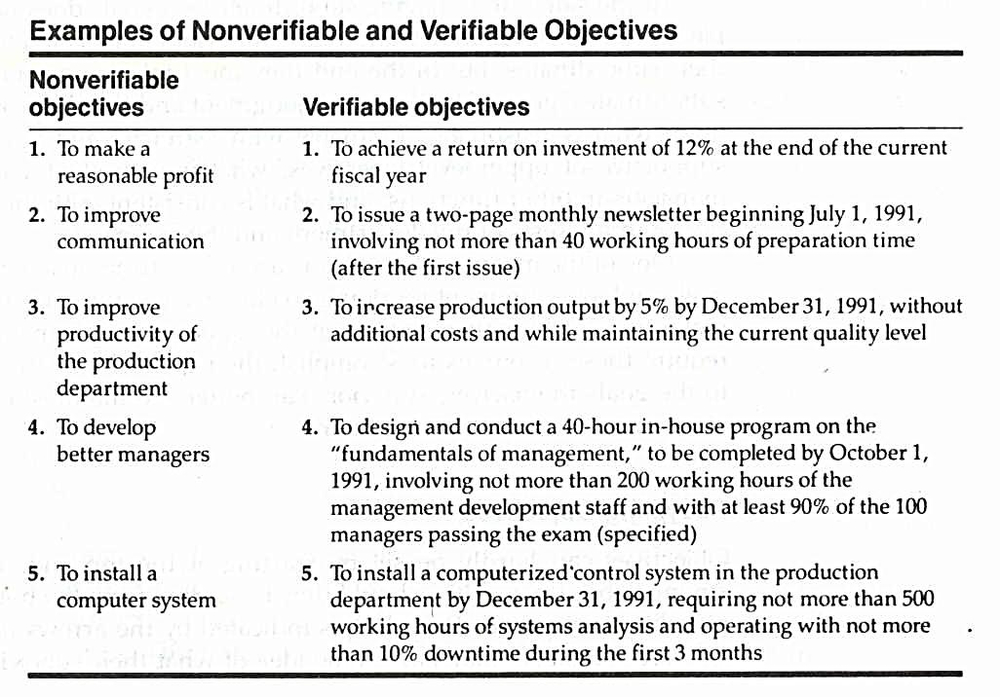 Examples of Nonverifiable and Verifiable Objectives
Nonverifiable
objectives
Verifiable objectives
1. To make a
reasonable profit
1. To achieve a return on investment of 12% at the end of the current
fiscal year
2. To improve
communication
2. To issue a two-page monthly newsletter beginning July 1, 1991,
involving not more than 40 working hours of preparation time
(after the first issue)
3. To improve
productivity of
the production
department
3. To increase production output by 5% by December 31, 1991, without
additional costs and while maintaining the current quality level
4. To develop
better managers
4. To design and conduct a 40-hour in-house program on the
“fundamentals of management,” to be completed by October 1,
1991, involving not more than 200 working hours of the
management development staff and with at least 90% of the 100
managers passing the exam (specified)
5. To install a
computer system
5. To install a computerized control system in the production
department by December 31, 1991, requiring not more than 500
working hours of systems analysis and operating with not more
than 10% downtime during the first 3 months